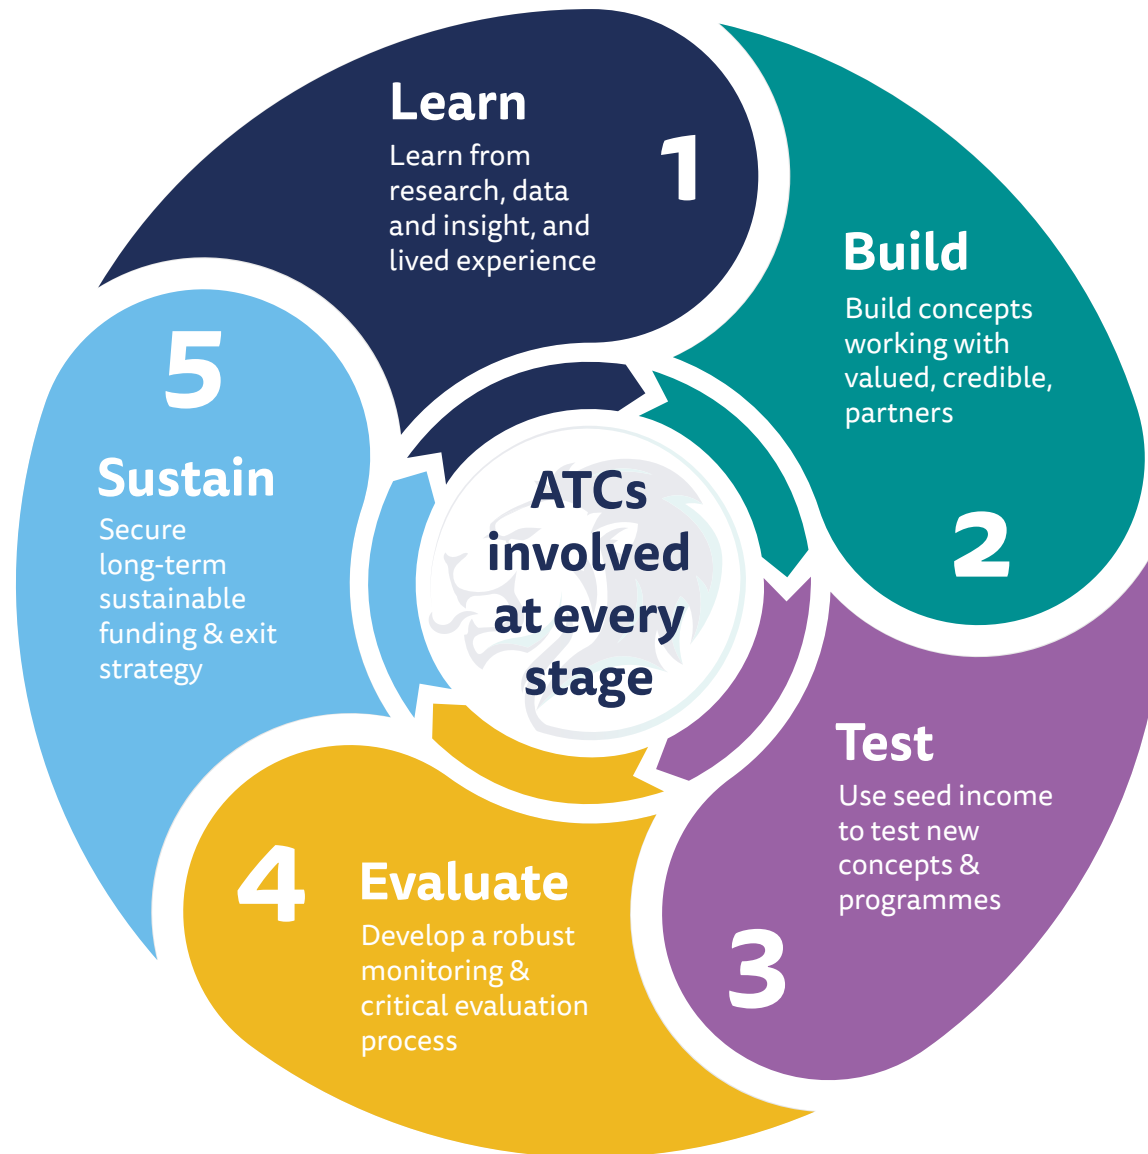 Learn
Learn from
research, data
and insight, and
lived experience
1
Build
Build concepts
working with
valued, credible,
partners
2
Test
Use seed income
to test new
concepts &
programmes
3
4
Evaluate
Develop a robust
monitoring &
critical evaluation
process
5
Sustain
Secure
long-term
sustainable
funding & exit
strategy
ATCs
involved
at every
stage